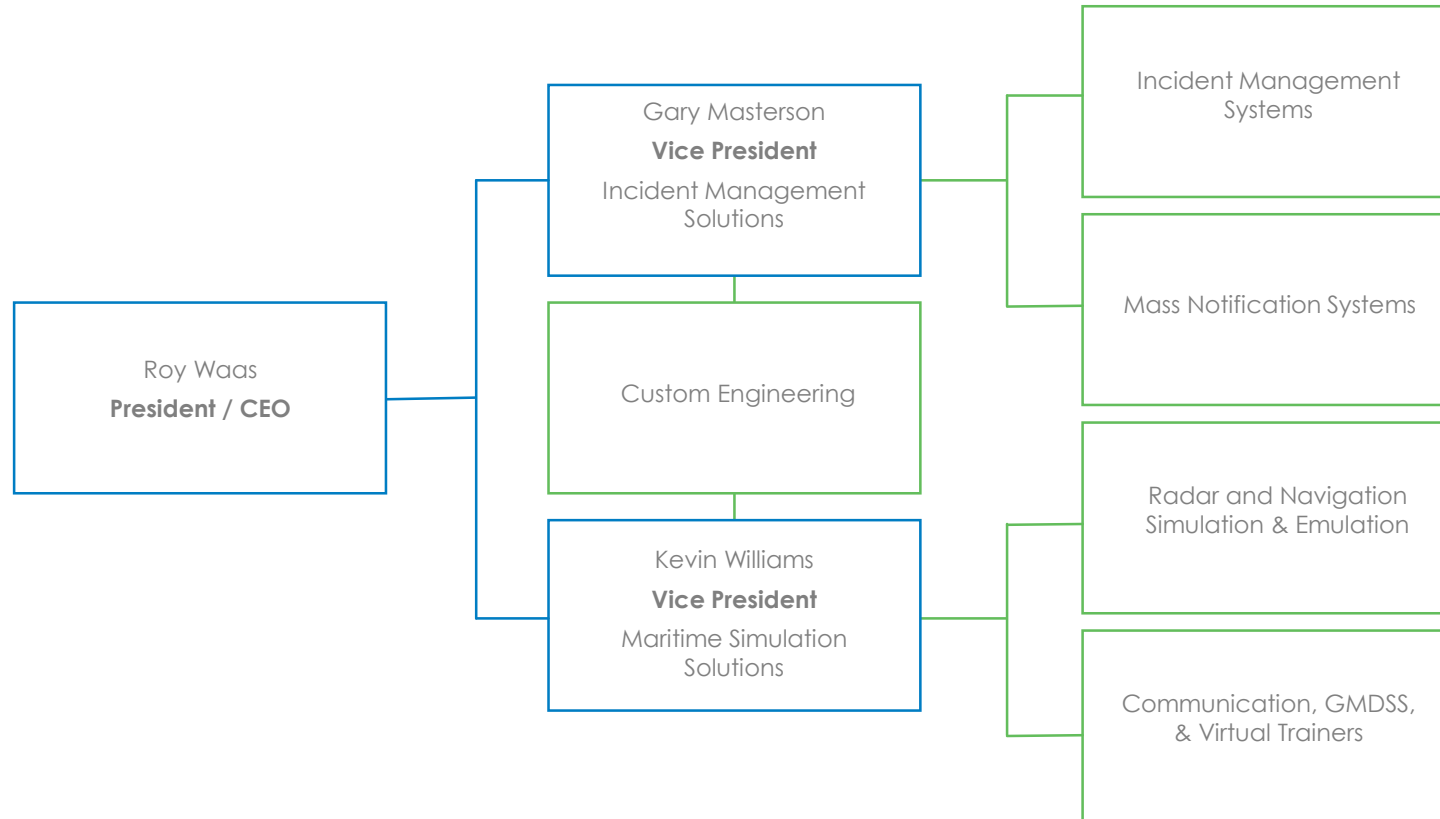 Roy Waas
President / CEO
Gary Masterson
Vice President
Incident Management
Solutions
Custom Engineering
Kevin Williams
Vice President
Maritime Simulation
Solutions
Incident Management
Systems
Mass Notification Systems
Radar and Navigation
Simulation & Emulation
Communication, GMDSS,
& Virtual Trainers